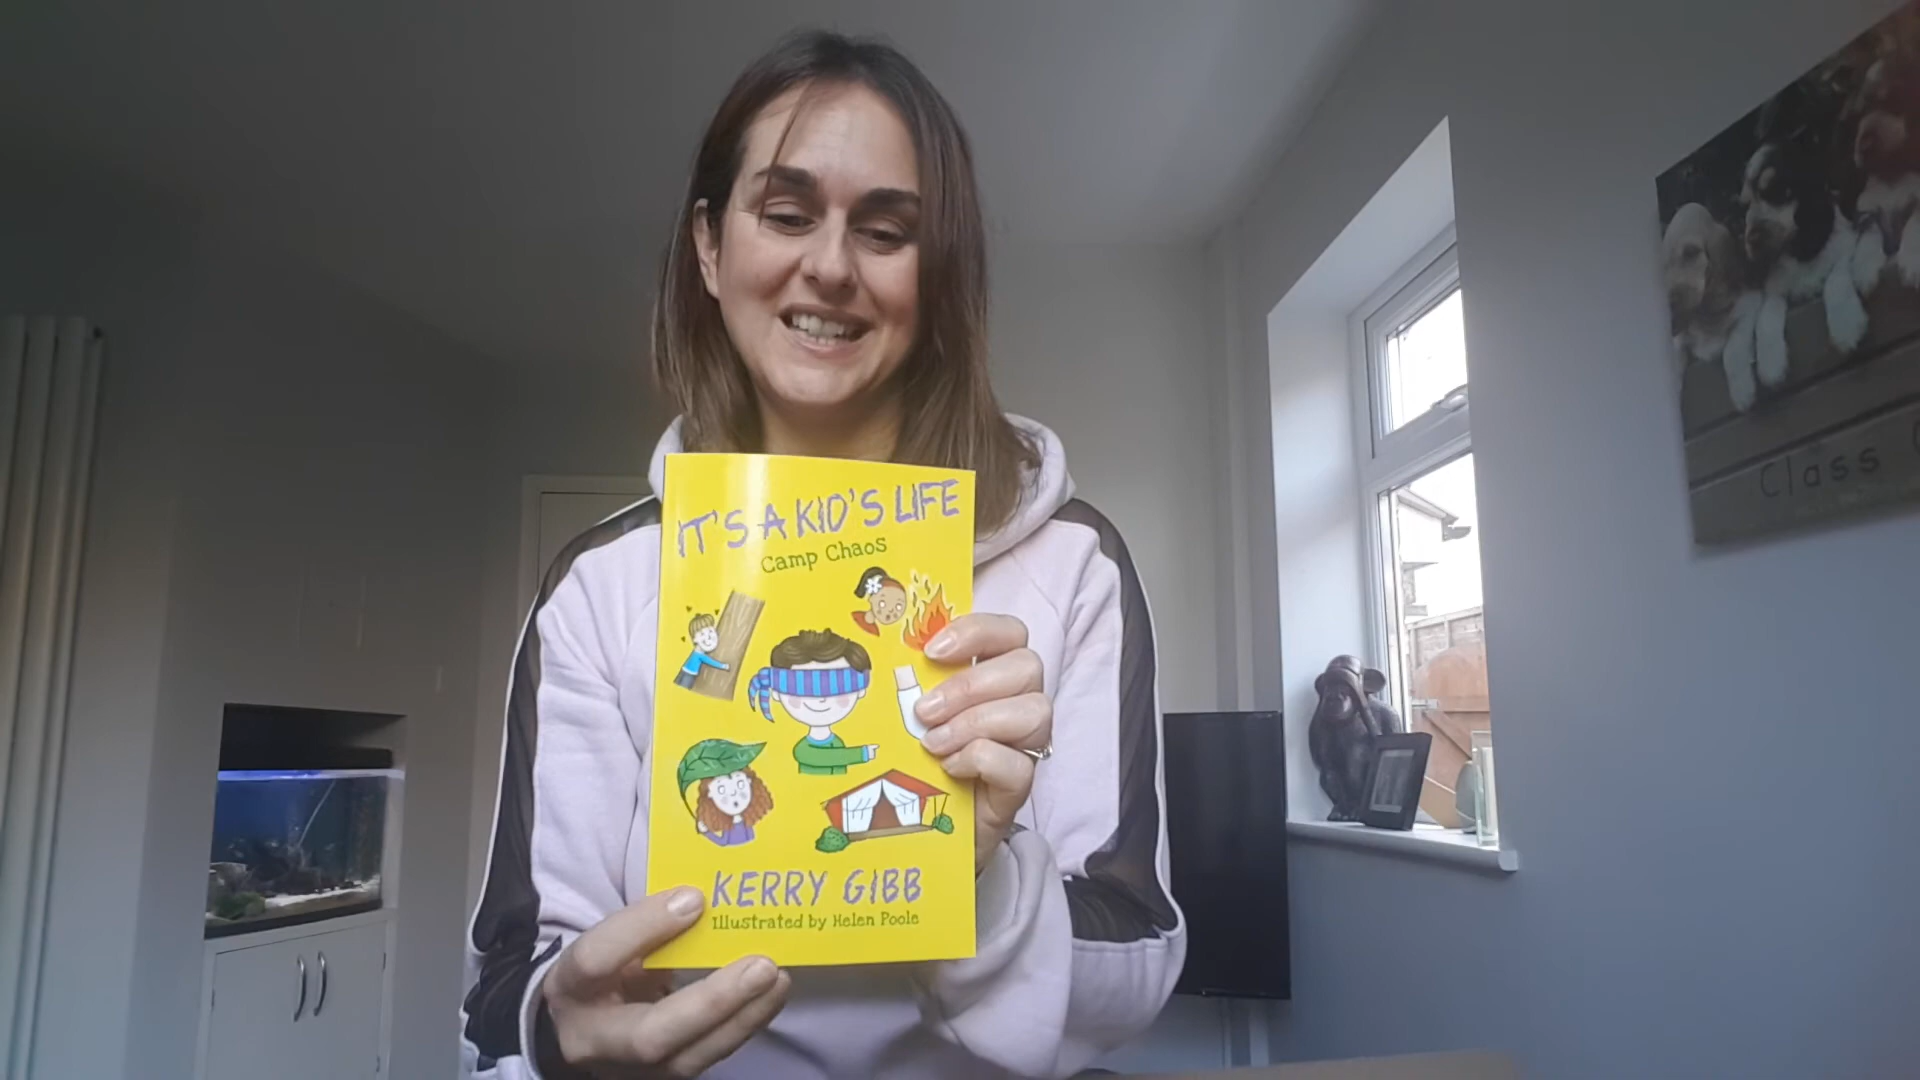 IT'S A KID'S LIFE
Camp Chaos
KERRY GIBB
Illustrated by Helen Poole
Class